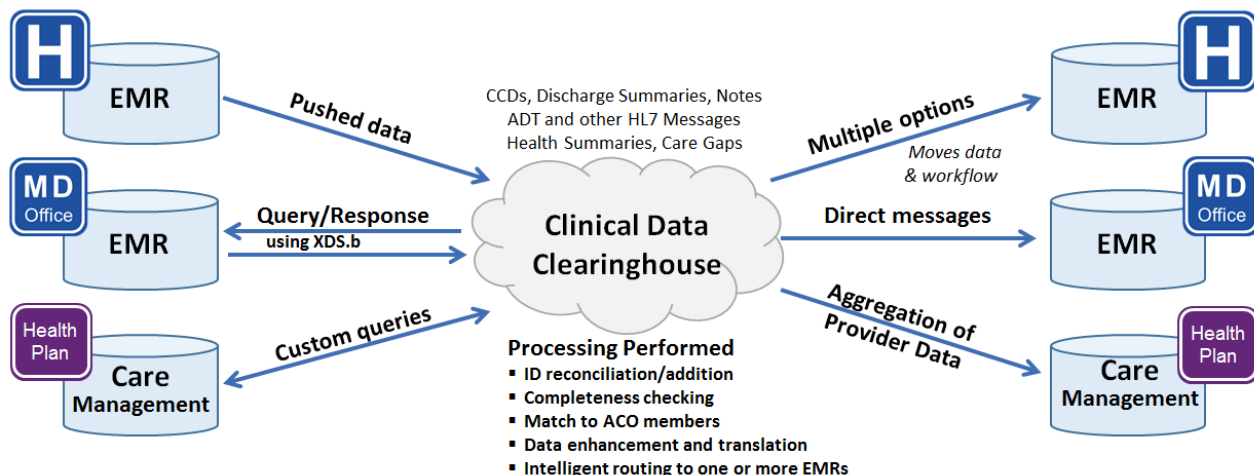 H
EMR
Pushed data
CCDs, Discharge Summaries, Notes
ADT and other HL7 Messages
Health Summaries, Care Gaps
Multiple options
Moves data
& workflow
H
EMR
MD
Office
EMR
Query/Response
using XDS.b
Clinical Data
Clearinghouse
Direct messages
MD
Office
EMR
Health
Plan
Care
Management
Custom queries
Aggregation of
Provider Data
Health
Plan
Care
Management
Processing Performed
▪ ID reconciliation/addition
▪ Completeness checking
▪ Match to ACO members
▪ Data enhancement and translation
▪ Intelligent routing to one or more EMRs